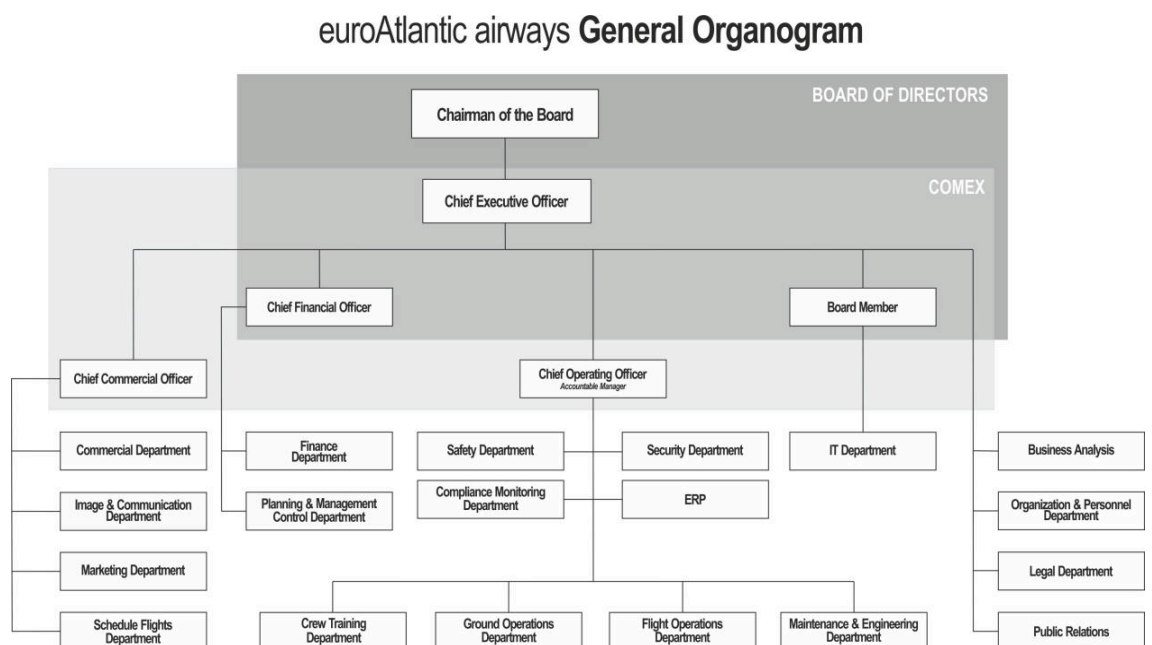 euroAtlantic airways General Organogram
BOARD OF DIRECTORS
Chairman of the Board
COMEX
Chief Executive Officer
Chief Financial Officer
Board Member
Chief Commercial Officer
Chief Operating Officer
Accountable Manager
Commercial Department
Finance
Department
Safety Department
Security Department
IT Department
Business Analysis
Image & Communication
Department
Planning & Management
Control Department
Compliance Monitoring
Department
ERP
Organization & Personnel
Department
Marketing Department
Legal Department
Schedule Flights
Department
Crew Training
Department
Ground Operations
Department
Flight Operations
Department
Maintenance & Engineering
Department
Public Relations